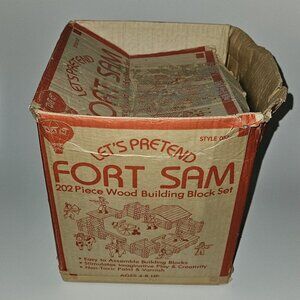 LET'S PRETEND
FORT SAM
STYLE
LET'S PRETEND
FORT SAM
202 Piece Wood Building Block Set
• Easy to Assemble Building Blocks
• Stimulates Imaginative Play & Creativity
• Non-Toxic Paint & Varnish
AGES 4 & UP